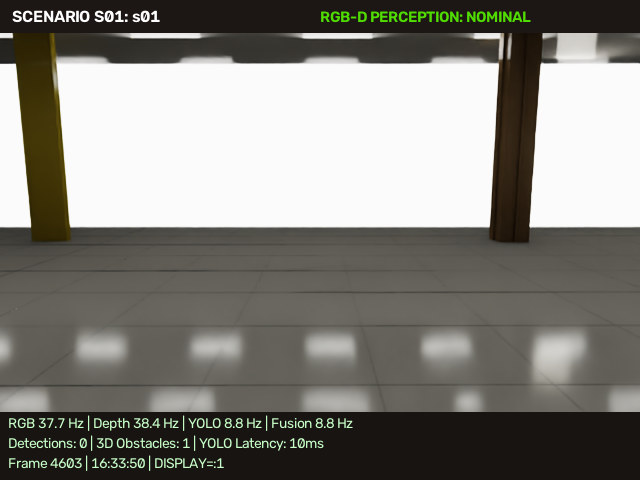 SCENARIO S01: s01
RGB-D PERCEPTION: NOMINAL
RGB 37.7 Hz | Depth 38.4 Hz | YOLO 8.8 Hz | Fusion 8.8 Hz
Detections: 0 | 3D Obstacles: 1 | YOLO Latency: 10ms
Frame 4603 | 16:33:50 | DISPLAY=:1